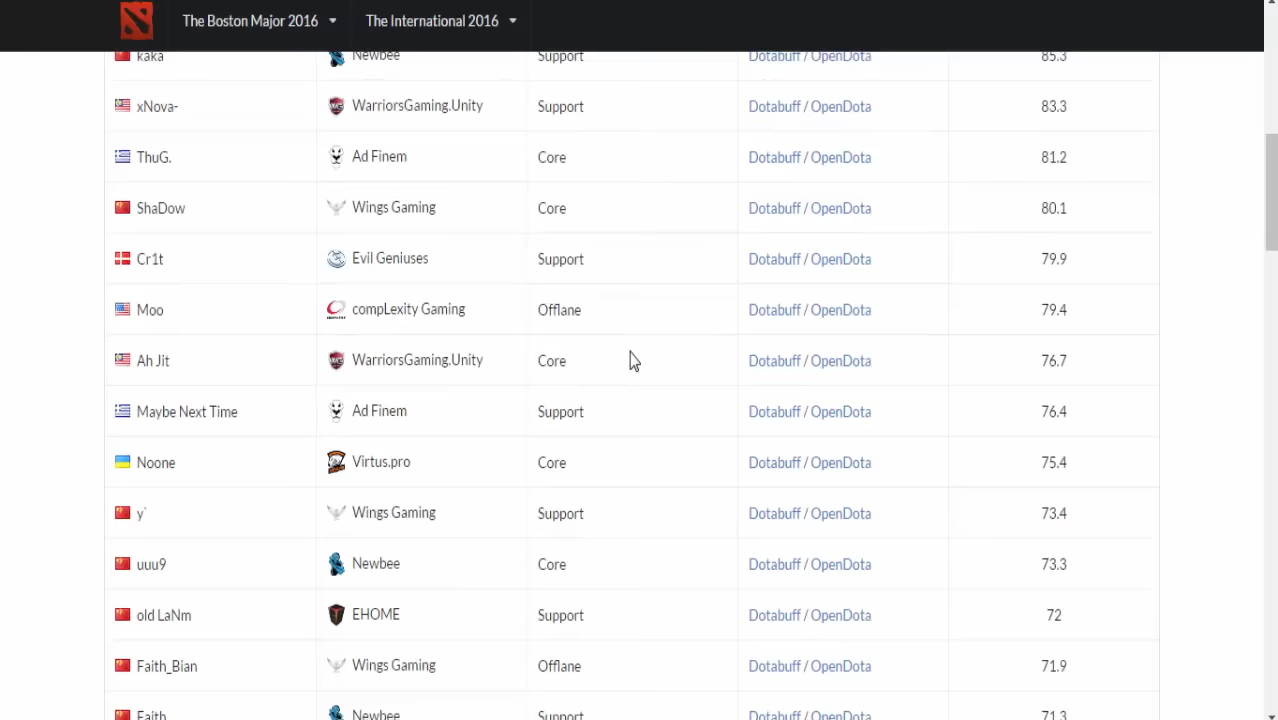 The Boston Major 2016 The International 2016
kaka Newbee Support Dotabuff / OpenDota 85.3
xNova- WarriorsGaming.Unity Support Dotabuff / OpenDota 83.3
ThuG. Ad Finem Core Dotabuff / OpenDota 81.2
ShaDow Wings Gaming Core Dotabuff / OpenDota 80.1
Cr1t Evil Geniuses Support Dotabuff / OpenDota 79.9
Moo compLexity Gaming Offlane Dotabuff / OpenDota 79.4
Ah Jit WarriorsGaming.Unity Core Dotabuff / OpenDota 76.7
Maybe Next Time Ad Finem Support Dotabuff / OpenDota 76.4
Noone Virtus.pro Core Dotabuff / OpenDota 75.4
y` Wings Gaming Support Dotabuff / OpenDota 73.4
uuu9 Newbee Core Dotabuff / OpenDota 73.3
old LaNm EHOME Support Dotabuff / OpenDota 72
Faith_Bian Wings Gaming Offlane Dotabuff / OpenDota 71.9
Faith Newbee Support Dotabuff / OpenDota 71.3